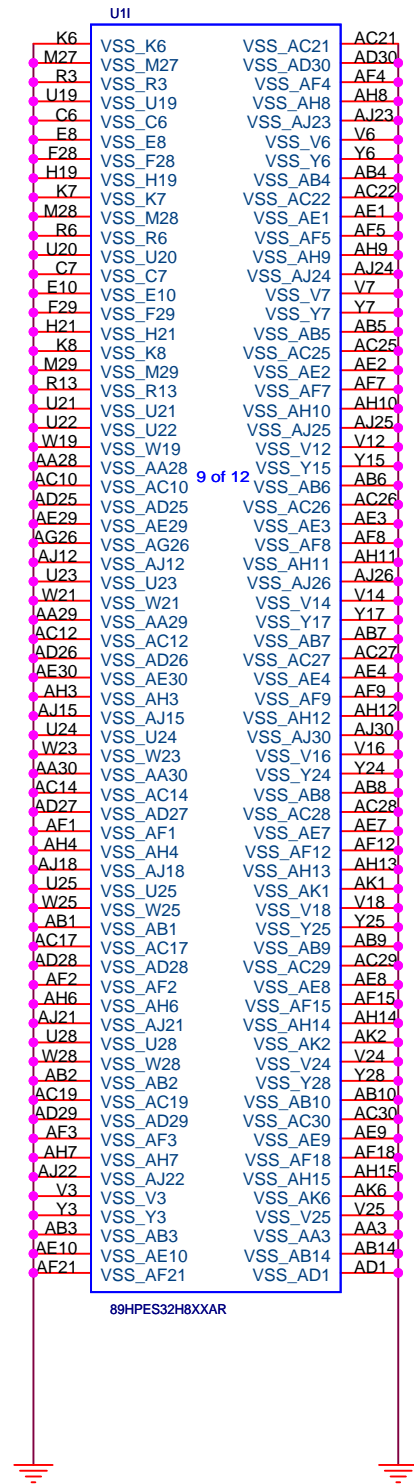 U1I
K6 VSS_K6 VSS_AC21 AC21
M27 VSS_M27 VSS_AD30 AD30
R3 VSS_R3 VSS_AF4 AF4
U19 VSS_U19 VSS_AH8 AH8
C6 VSS_C6 VSS_AJ23 AJ23
E8 VSS_E8 VSS_V6 V6
F28 VSS_F28 VSS_Y6 Y6
H19 VSS_H19 VSS_AB4 AB4
K7 VSS_K7 VSS_AC22 AC22
M28 VSS_M28 VSS_AE1 AE1
R6 VSS_R6 VSS_AF5 AF5
U20 VSS_U20 VSS_AH9 AH9
C7 VSS_C7 VSS_AJ24 AJ24
E10 VSS_E10 VSS_V7 V7
F29 VSS_F29 VSS_Y7 Y7
H21 VSS_H21 VSS_AB5 AB5
K8 VSS_K8 VSS_AC25 AC25
M29 VSS_M29 VSS_AE2 AE2
R13 VSS_R13 VSS_AF7 AF7
U21 VSS_U21 VSS_AH10 AH10
U22 VSS_U22 VSS_AJ25 AJ25
W19 VSS_W19 VSS_V12 V12
AA28 VSS_AA28 VSS_Y15 Y15
9 of 12
AC10 VSS_AC10 VSS_AB6 AB6
AD25 VSS_AD25 VSS_AC26 AC26
AE29 VSS_AE29 VSS_AE3 AE3
AG26 VSS_AG26 VSS_AF8 AF8
AJ12 VSS_AJ12 VSS_AH11 AH11
U23 VSS_U23 VSS_AJ26 AJ26
W21 VSS_W21 VSS_V14 V14
AA29 VSS_AA29 VSS_Y17 Y17
AC12 VSS_AC12 VSS_AB7 AB7
AD26 VSS_AD26 VSS_AC27 AC27
AE30 VSS_AE30 VSS_AE4 AE4
AH3 VSS_AH3 VSS_AF9 AF9
AJ15 VSS_AJ15 VSS_AH12 AH12
U24 VSS_U24 VSS_AJ30 AJ30
W23 VSS_W23 VSS_V16 V16
AA30 VSS_AA30 VSS_Y24 Y24
AC14 VSS_AC14 VSS_AB8 AB8
AD27 VSS_AD27 VSS_AC28 AC28
AF1 VSS_AF1 VSS_AE7 AE7
AH4 VSS_AH4 VSS_AF12 AF12
AJ18 VSS_AJ18 VSS_AH13 AH13
U25 VSS_U25 VSS_AK1 AK1
W25 VSS_W25 VSS_V18 V18
AB1 VSS_AB1 VSS_Y25 Y25
AC17 VSS_AC17 VSS_AB9 AB9
AD28 VSS_AD28 VSS_AC29 AC29
AF2 VSS_AF2 VSS_AE8 AE8
AH6 VSS_AH6 VSS_AF15 AF15
AJ21 VSS_AJ21 VSS_AH14 AH14
U28 VSS_U28 VSS_AK2 AK2
W28 VSS_W28 VSS_V24 V24
AB2 VSS_AB2 VSS_Y28 Y28
AC19 VSS_AC19 VSS_AB10 AB10
AD29 VSS_AD29 VSS_AC30 AC30
AF3 VSS_AF3 VSS_AE9 AE9
AH7 VSS_AH7 VSS_AF18 AF18
AJ22 VSS_AJ22 VSS_AH15 AH15
V3 VSS_V3 VSS_AK6 AK6
Y3 VSS_Y3 VSS_V25 V25
AB3 VSS_AB3 VSS_AA3 AA3
AE10 VSS_AE10 VSS_AB14 AB14
AF21 VSS_AF21 VSS_AD1 AD1
89HPES32H8XXAR